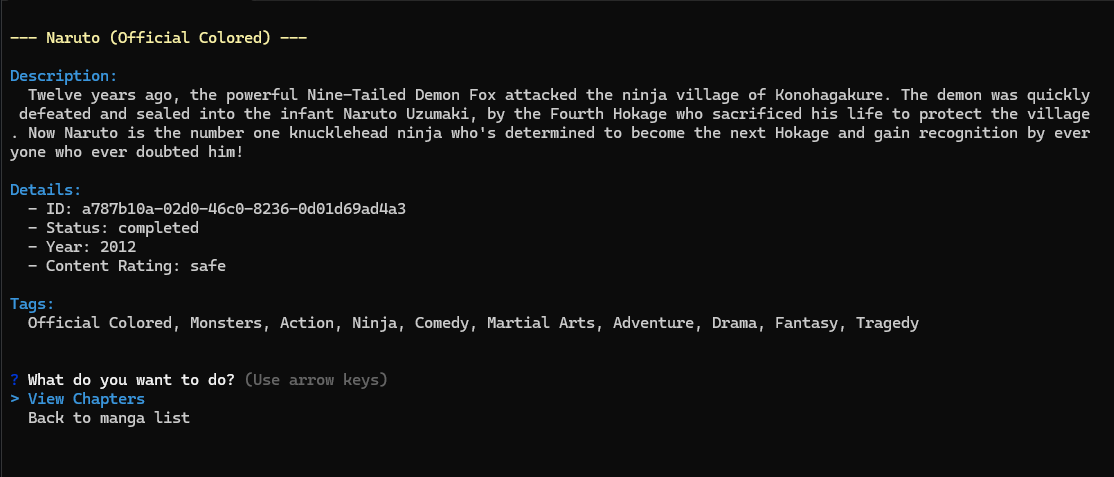 --- Naruto (Official Colored) ---
Description:
Twelve years ago, the powerful Nine-Tailed Demon Fox attacked the ninja village of Konohagakure. The demon was quickly
defeated and sealed into the infant Naruto Uzumaki, by the Fourth Hokage who sacrificed his life to protect the village
. Now Naruto is the number one knucklehead ninja who's determined to become the next Hokage and gain recognition by ever
yone who ever doubted him!
Details:
- ID: a787b10a-02d0-46c0-8236-0d01d69ad4a3
- Status: completed
- Year: 2012
- Content Rating: safe
Tags:
Official Colored, Monsters, Action, Ninja, Comedy, Martial Arts, Adventure, Drama, Fantasy, Tragedy
? What do you want to do? (Use arrow keys)
> View Chapters
Back to manga list